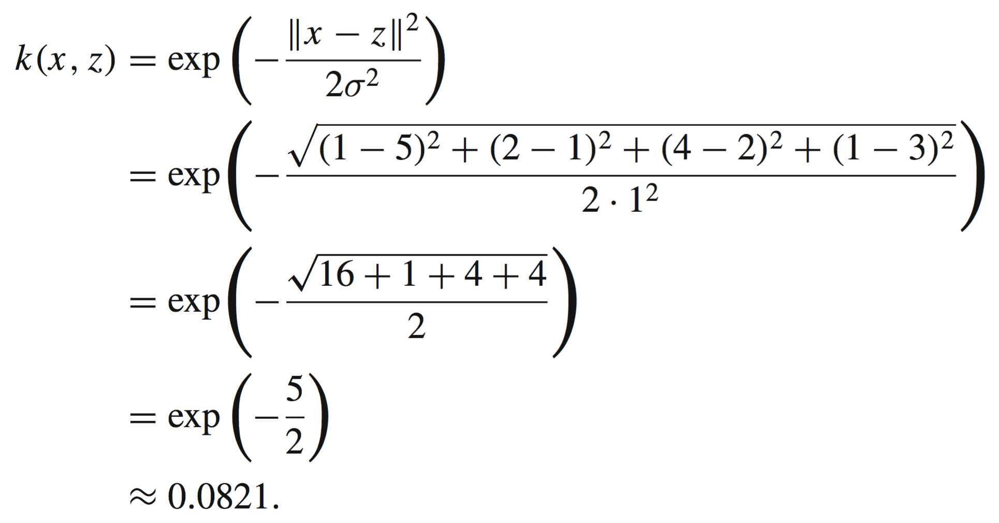 k(x, z) = exp(−‖x − z‖²/2σ²)
= exp(−√((1 − 5)² + (2 − 1)² + (4 − 2)² + (1 − 3)²)/2 · 1²)
= exp(−√(16 + 1 + 4 + 4)/2)
= exp(−5/2)
≈ 0.0821.